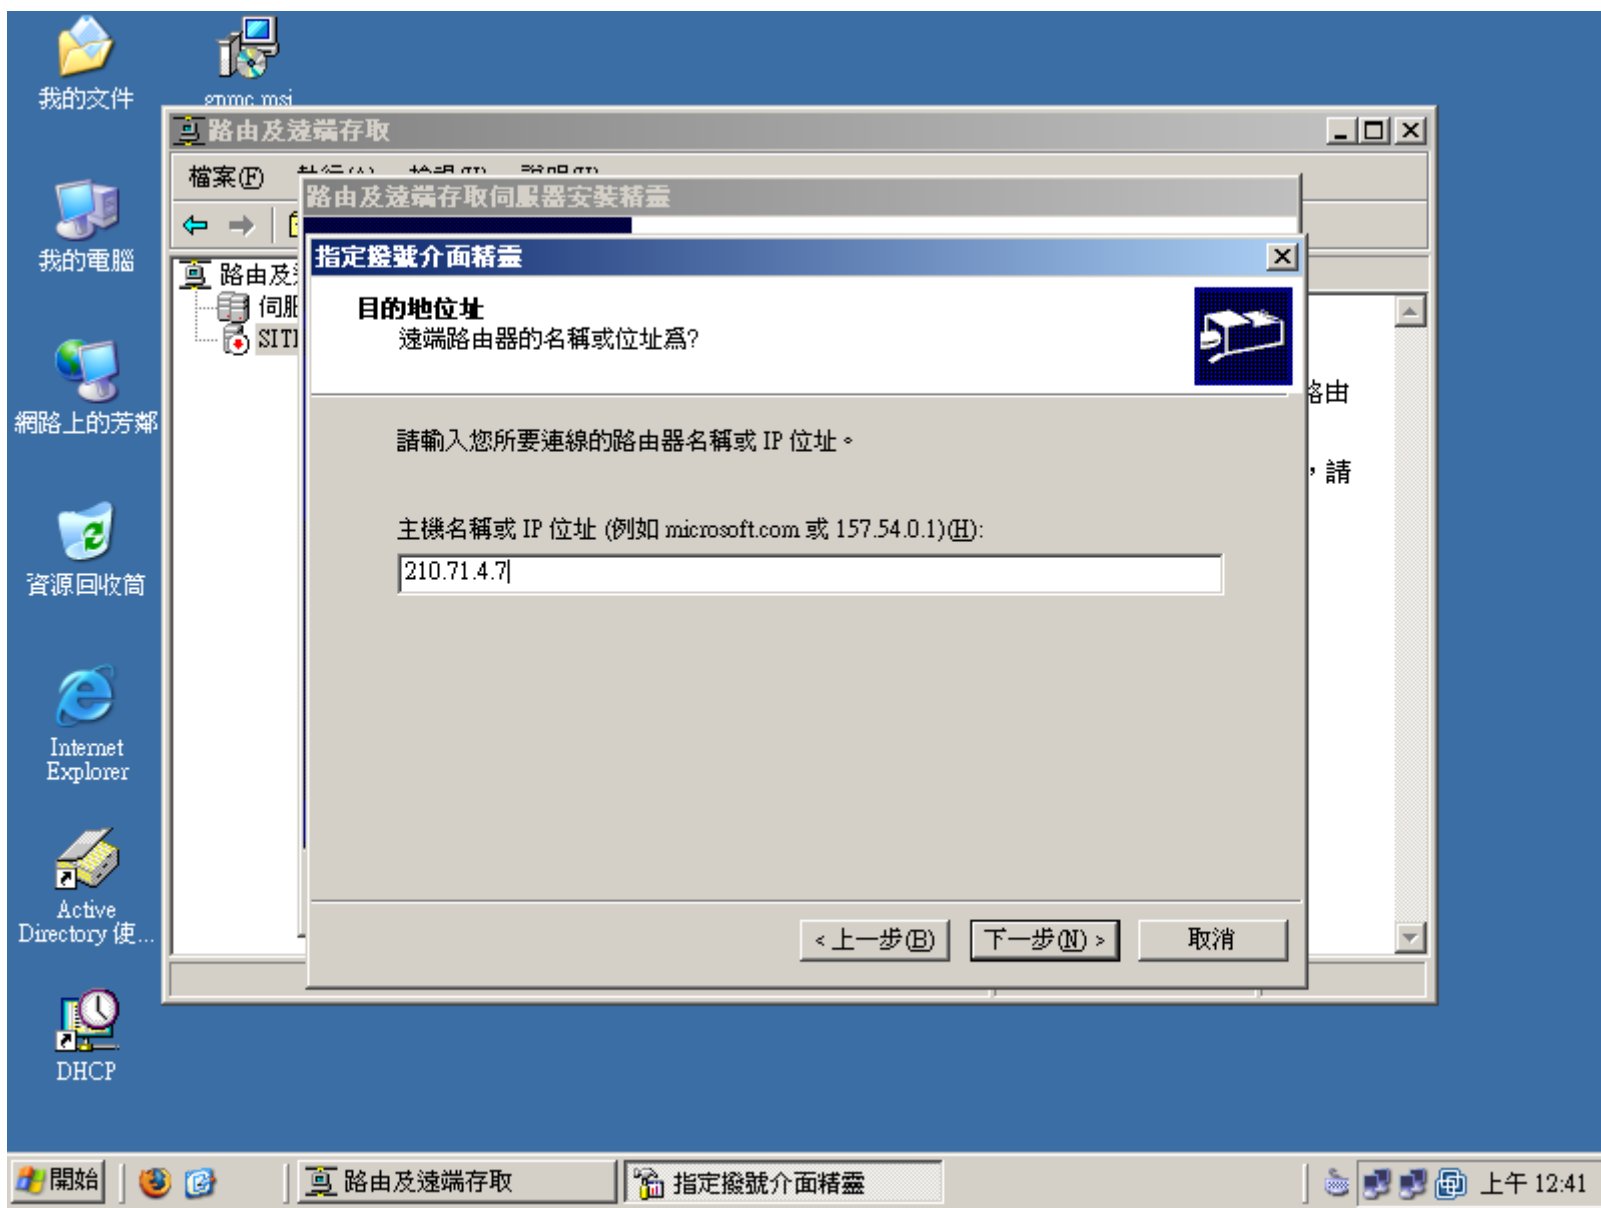 我的文件
gpmc.msi
我的電腦
網路上的芳鄰
資源回收筒
Internet
Explorer
Active
Directory 使...
DHCP
路由及遠端存取
檔案(F)
路由及遠端存取伺服器安裝精靈
路由及
伺服
SITE
路由
,請
指定撥號介面精靈
目的地位址
遠端路由器的名稱或位址為?
請輸入您所要連線的路由器名稱或 IP 位址。
主機名稱或 IP 位址 (例如 microsoft.com 或 157.54.0.1)(H):
210.71.4.7
<上一步(B)
下一步(N) >
取消
開始
路由及遠端存取
指定撥號介面精靈
上午 12:41